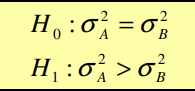 H₀ : σ²_A = σ²_B
H₁ : σ²_A > σ²_B